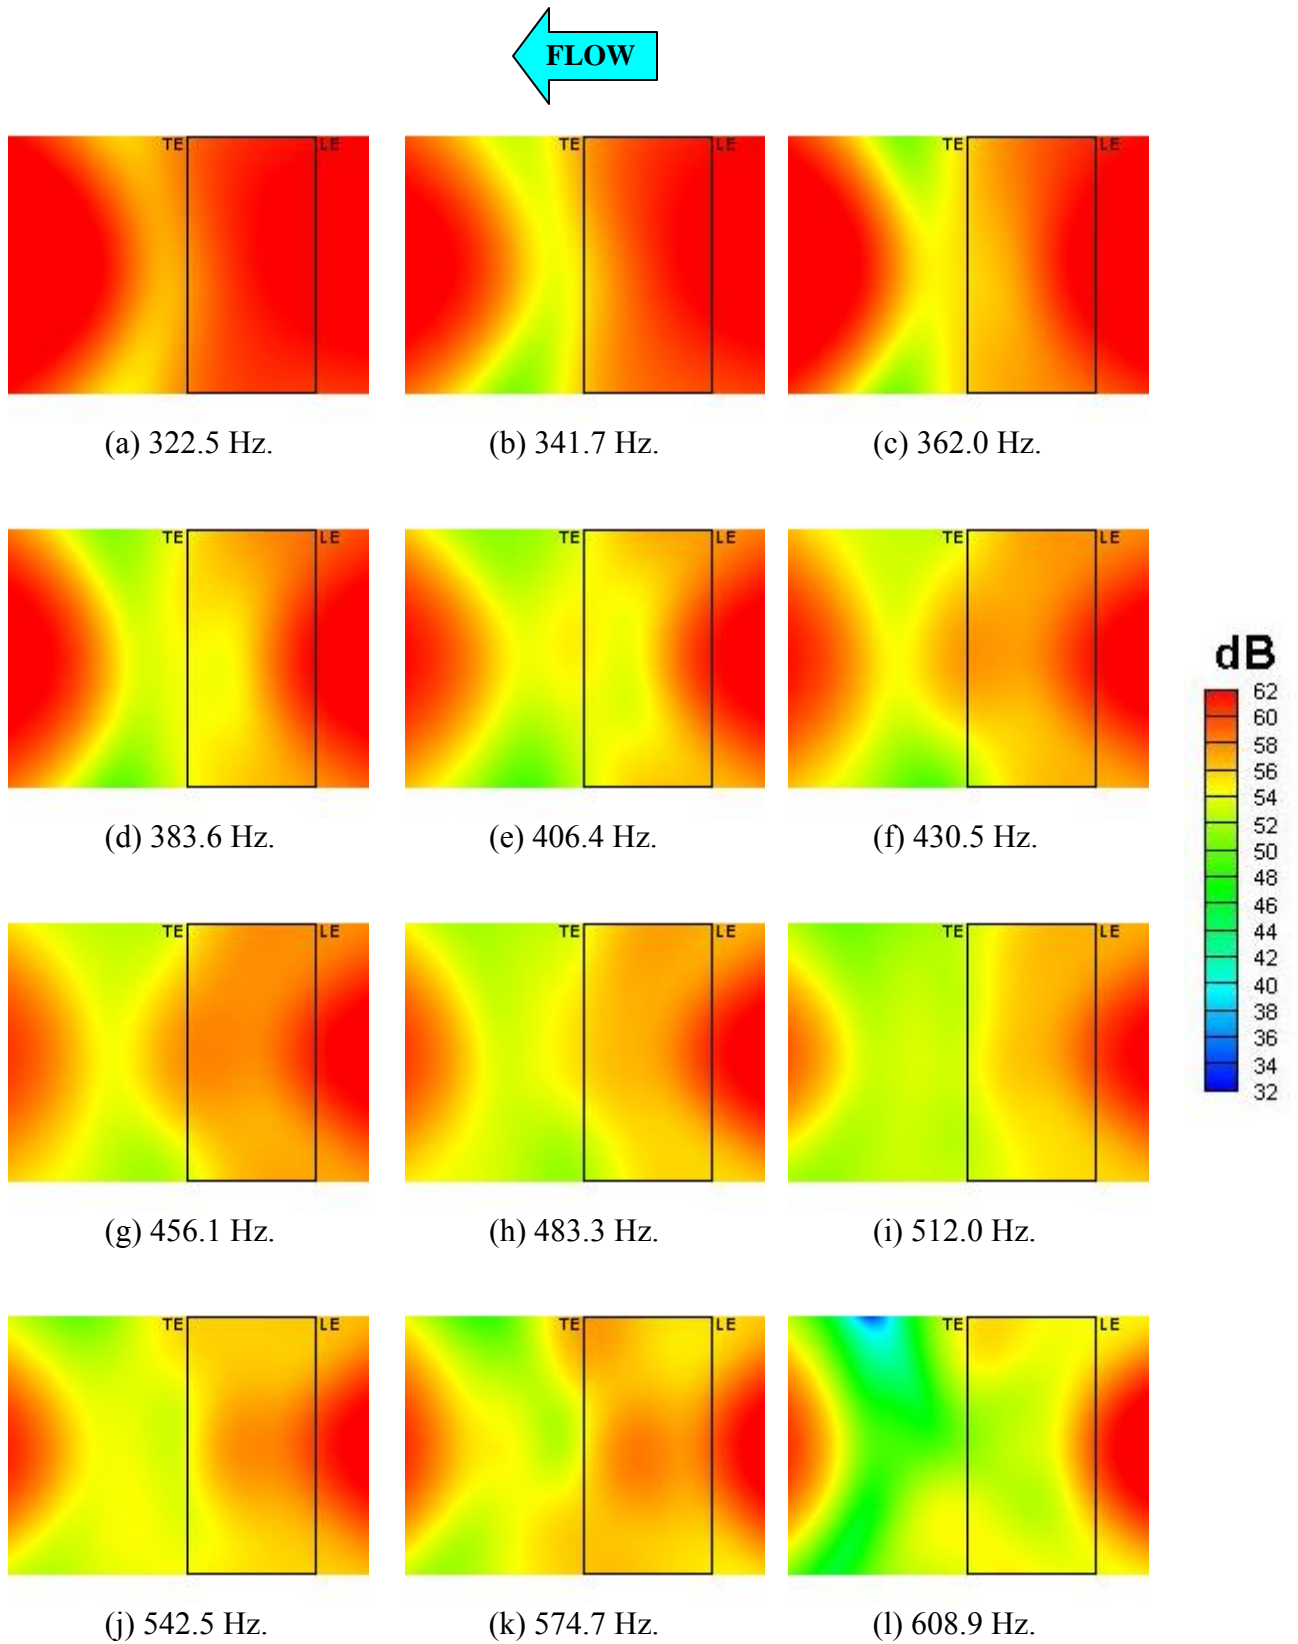 FLOW
TE LE TE LE TE LE
(a) 322.5 Hz. (b) 341.7 Hz. (c) 362.0 Hz.
TE LE TE LE TE LE
(d) 383.6 Hz. (e) 406.4 Hz. (f) 430.5 Hz.
dB
62
60
58
56
54
52
50
48
46
44
42
40
38
36
34
32
TE LE TE LE TE LE
(g) 456.1 Hz. (h) 483.3 Hz. (i) 512.0 Hz.
TE LE TE LE TE LE
(j) 542.5 Hz. (k) 574.7 Hz. (l) 608.9 Hz.